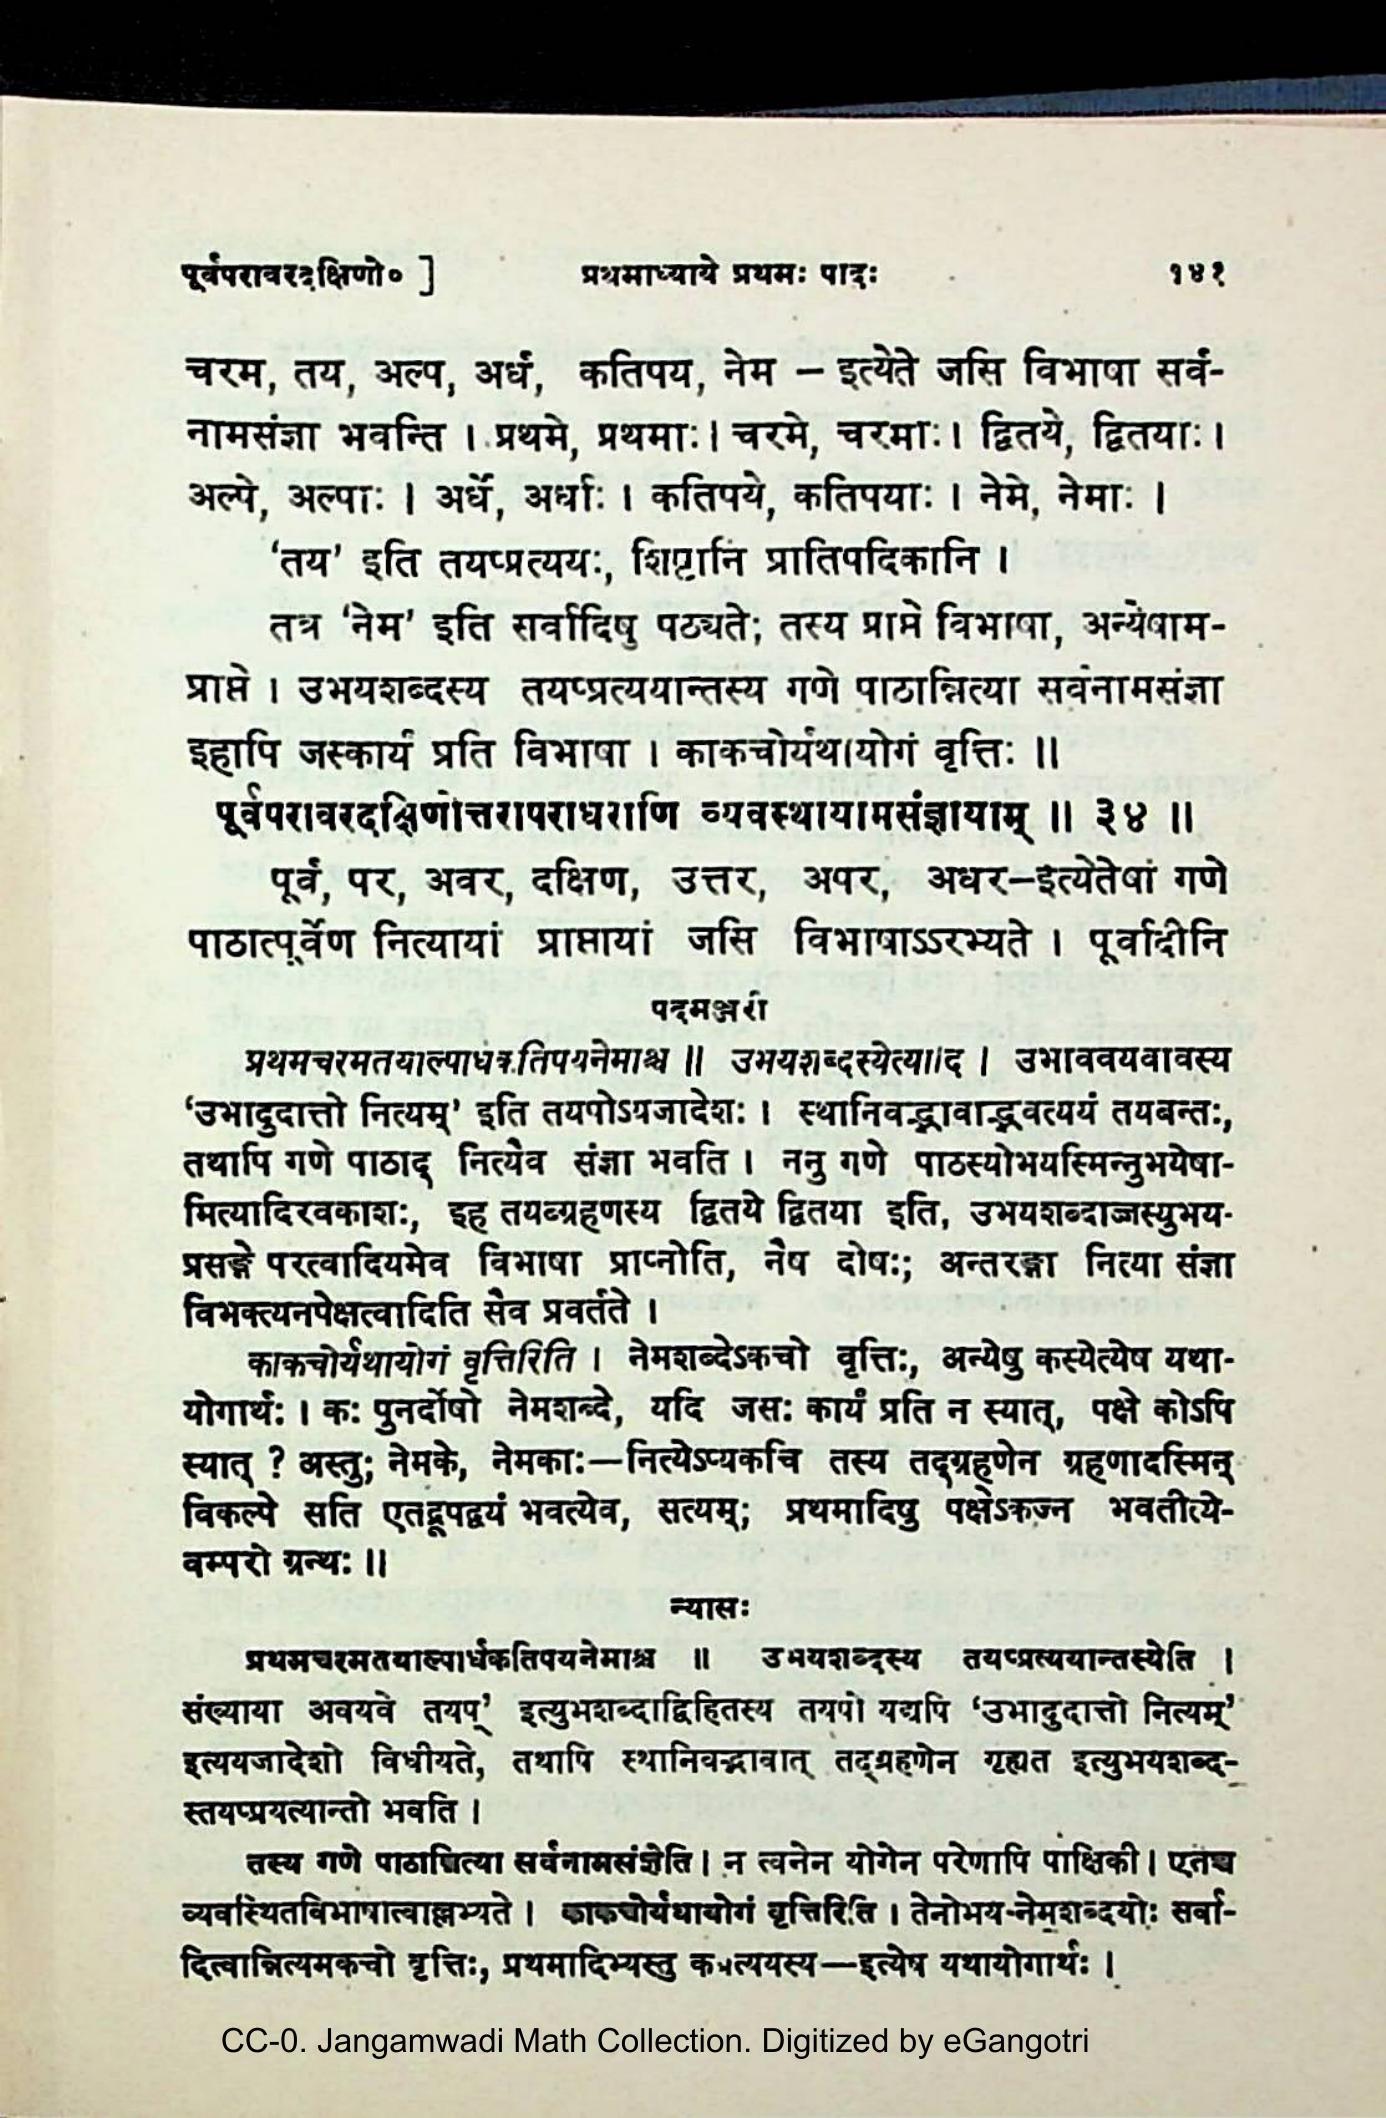 पूर्वपरावरदक्षिणो० ]
प्रथमाध्याये प्रथमः पादः
१४१
चरम, तय, अल्प, अर्ध, कतिपय, नेम – इत्येते जसि विभाषा सर्व-
नामसंज्ञा भवन्ति । प्रथमे, प्रथमाः । चरमे, चरमाः । द्वितये, द्वितयाः ।
अल्पे, अल्पाः । अर्धे, अर्धाः । कतिपये, कतिपयाः । नेमे, नेमाः ।
‘तय’ इति तयप्प्रत्ययः, शिष्टानि प्रातिपदिकानि ।
तत्र ‘नेम’ इति सर्वादिषु पठ्यते; तस्य प्राप्ते विभाषा, अन्येषाम-
प्राप्ते । उभयशब्दस्य तयप्प्रत्ययान्तस्य गणे पाठान्नित्या सर्वनामसंज्ञा
इहापि जस्कार्यं प्रति विभाषा । काकचोर्यथायोगं वृत्तिः ॥
पूर्वपरावरदक्षिणोत्तरापराधराणि व्यवस्थायामसंज्ञायाम् ॥ ३४ ॥
पूर्व, पर, अवर, दक्षिण, उत्तर, अपर, अधर–इत्येतेषां गणे
पाठात्पूर्वेण नित्यायां प्राप्तायां जसि विभाषाऽऽरभ्यते । पूर्वादीनि
पदमञ्जरी
प्रथमचरमतयाल्पार्धकतिपयनेमाश्च ॥ उभयशब्दस्येत्यादि । उभाववयवावस्य
‘उभादुदात्तो नित्यम्’ इति तयपोऽयजादेशः । स्थानिवद्भावाद्भवत्ययं तयबन्तः,
तथापि गणे पाठाद् नित्यैव संज्ञा भवति । ननु गणे पाठस्योभयस्मिन्नुभयेषा-
मित्यादिरवकाशः, इह तयब्ग्रहणस्य द्वितये द्वितया इति, उभयशब्दाज्जस्युभय-
प्रसङ्गे परत्वादियमेव विभाषा प्राप्नोति, नैष दोषः; अन्तरङ्गा नित्या संज्ञा
विभक्त्यनपेक्षत्वादिति सैव प्रवर्तते ।
काकचोर्यथायोगं वृत्तिरिति । नेमशब्देऽकचो वृत्तिः, अन्येषु कस्येत्येष यथा-
योगार्थः । कः पुनर्दोषो नेमशब्दे, यदि जसः कार्यं प्रति न स्यात्, पक्षे कोऽपि
स्यात् ? अस्तु; नेमके, नेमकाः—नित्येऽप्यकचि तस्य तद्ग्रहणेन ग्रहणादस्मिन्
विकल्पे सति एतद्रूपद्वयं भवत्येव, सत्यम्; प्रथमादिषु पक्षेऽकज्न भवतीत्ये-
वम्परो ग्रन्थः ॥
न्यासः
प्रथमचरमतयाल्पार्धकतिपयनेमाश्च ॥ उभयशब्दस्य तयप्प्रत्ययान्तस्येति ।
संख्याया अवयवे तयप्’ इत्युभशब्दाद्विहितस्य तयपो यद्यपि ‘उभादुदात्तो नित्यम्’
इत्ययजादेशो विधीयते, तथापि स्थानिवद्भावात् तद्ग्रहणेन गृह्यत इत्युभयशब्द-
स्तयप्प्रयत्यान्तो भवति ।
तस्य गणे पाठान्नित्या सर्वनामसंज्ञेति । न त्वनेन योगेन परेणापि पाक्षिकी । एतच्च
व्यवस्थितविभाषात्वाल्लभ्यते । काकचोर्यथायोगं वृत्तिरिति । तेनोभय-नेमशब्दयोः सर्वा-
दित्वान्नित्यमकचो वृत्तिः, प्रथमादिभ्यस्तु कप्रत्ययस्य—इत्येष यथायोगार्थः ।
CC-0. Jangamwadi Math Collection. Digitized by eGangotri